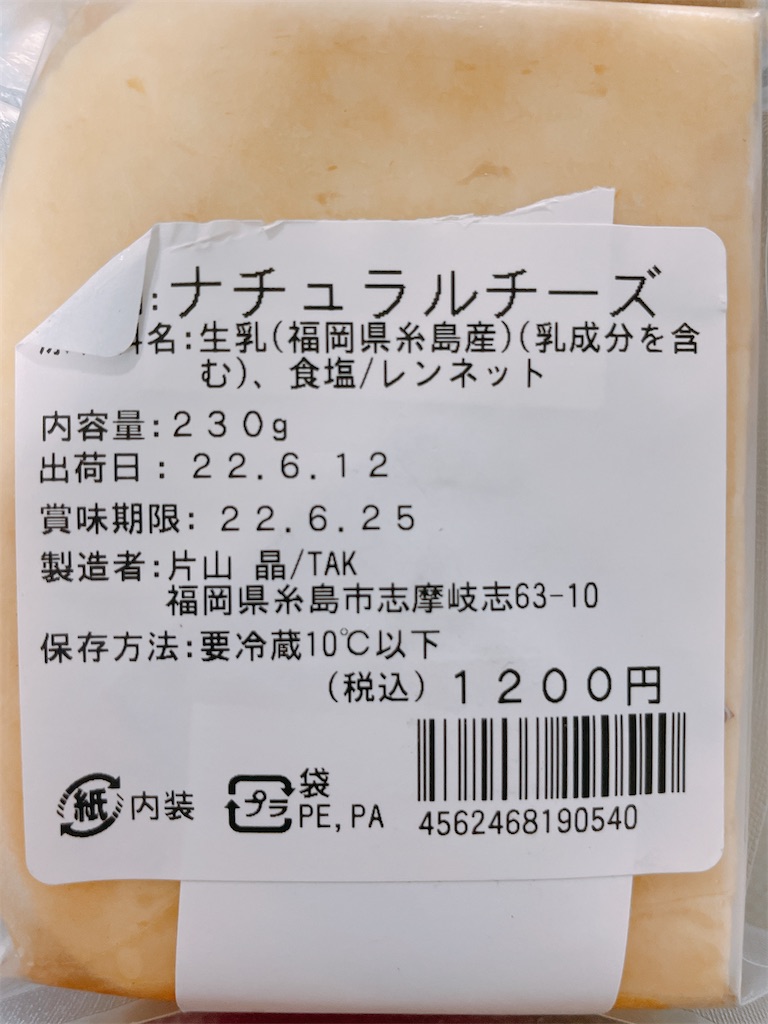 :ナチュラルチーズ
料名:生乳(福岡県糸島産)(乳成分を含
む)、食塩/レンネット
内容量:230g
出荷日: 22.6.12
賞味期限: 22.6.25
製造者:片山 晶/TAK
福岡県糸島市志摩岐志63-10
保存方法:要冷蔵10℃以下
(税込) 1200円
紙 内装
プラ 袋
PE,PA
4562468190540